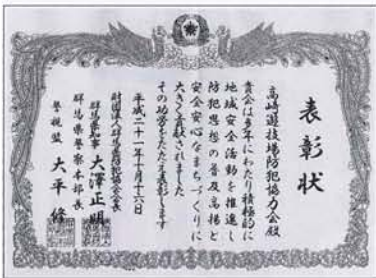 表彰状
高崎遊技場防犯協力会殿
貴会は多年にわたり積極的に
地域安全活動を推進し
防犯思想の普及高揚と
安全安心なまちづくりに
大きく貢献されました
その功労をたたえ表彰します
平成二十一年十月十六日
財団法人群馬県防犯協会会長
群馬県知事 大澤正明
群馬県警察本部長
警視監 大平修